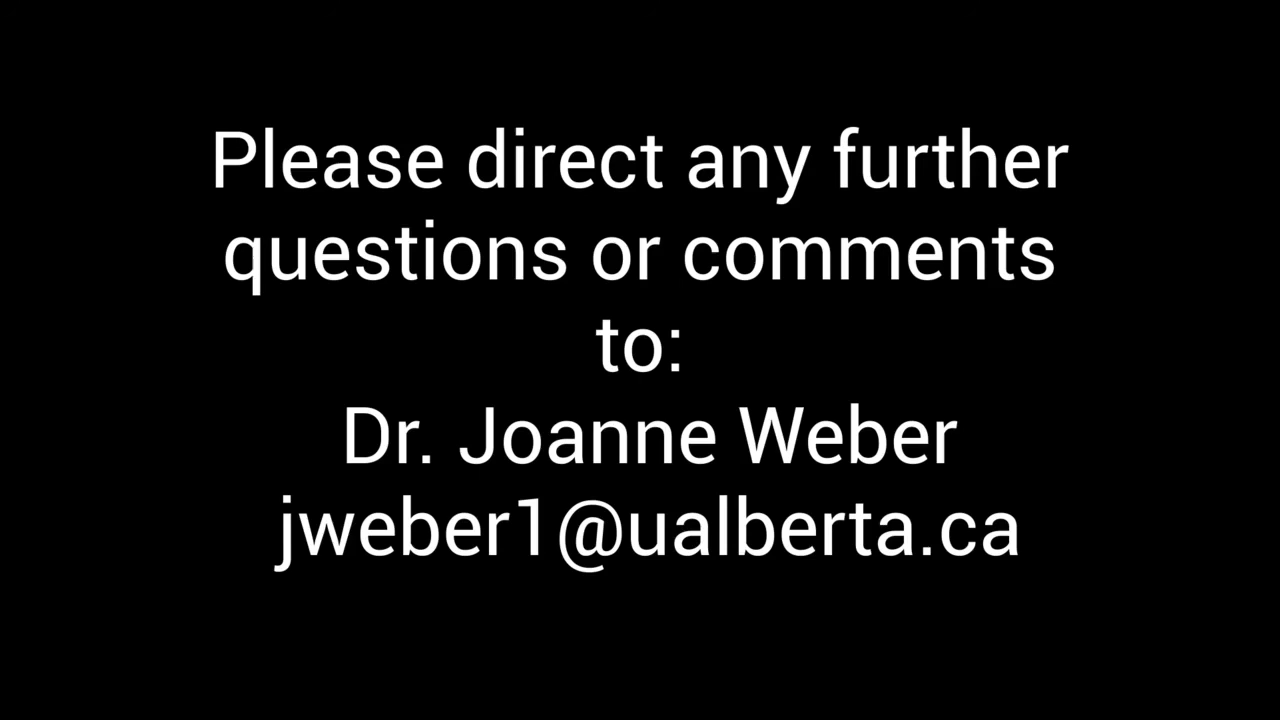 Please direct any further
questions or comments
to:
Dr. Joanne Weber
jweber1@ualberta.ca